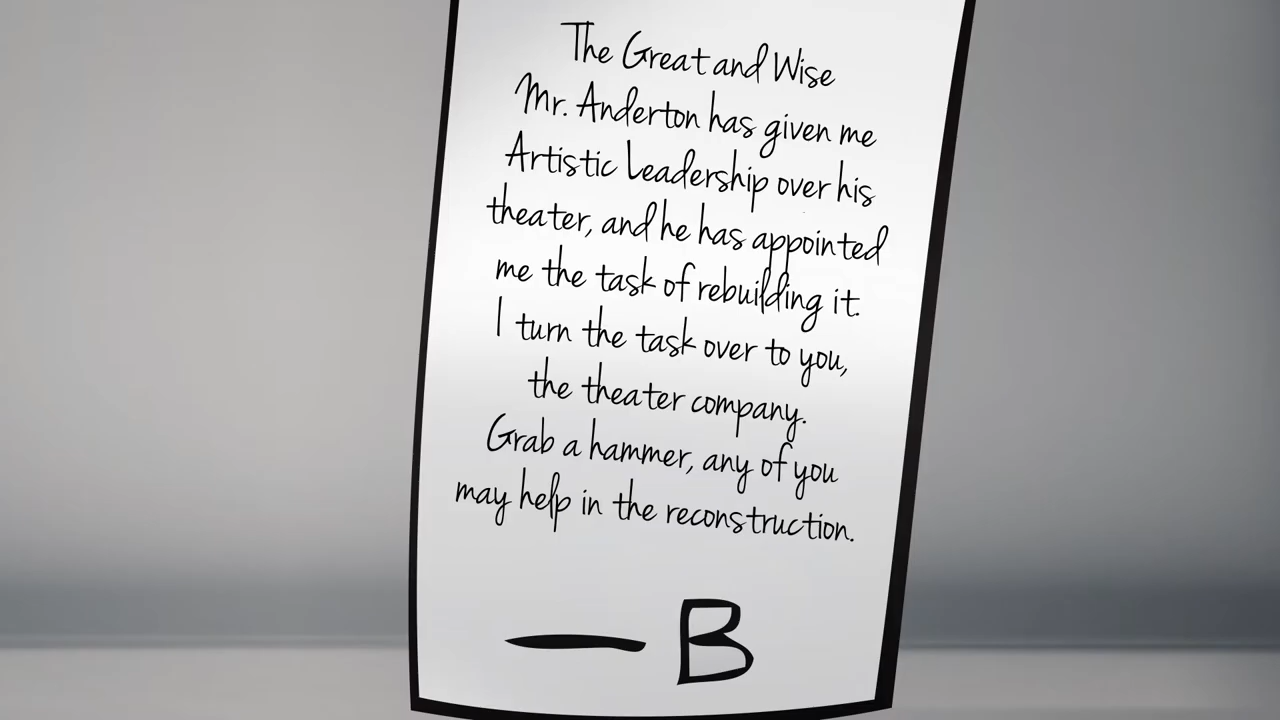 The Great and Wise
Mr. Anderton has given me
Artistic Leadership over his
theater, and he has appointed
me the task of rebuilding it.
I turn the task over to you,
the theater company.
Grab a hammer, any of you
may help in the reconstruction.
— B